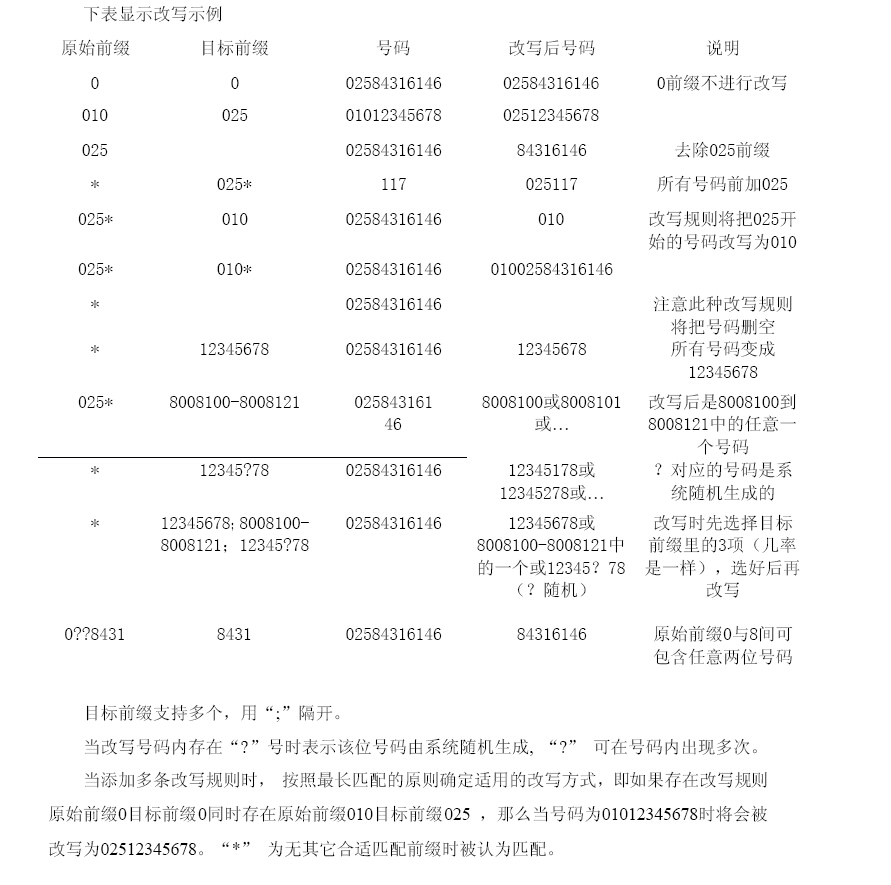 下表显示改写示例
原始前缀 目标前缀 号码 改写后号码 说明
0 0 02584316146 02584316146 0前缀不进行改写
010 025 01012345678 02512345678
025 02584316146 84316146 去除025前缀
* 025* 117 025117 所有号码前加025
025* 010 02584316146 010 改写规则将把025开
始的号码改写为010
025* 010* 02584316146 01002584316146
* 02584316146 注意此种改写规则
将把号码删空
* 12345678 02584316146 12345678 所有号码变成
12345678
025* 8008100-8008121 025843161 8008100或8008101 改写后是8008100到
46 或... 8008121中的任意一
个号码
* 12345?78 02584316146 12345178或 ？对应的号码是系
12345278或... 统随机生成的
* 12345678;8008100- 02584316146 12345678或 改写时先选择目标
8008121; 12345?78 8008100-8008121中 前缀里的3项（几率
的一个或12345？78 是一样），选好后再
（？随机） 改写
0??8431 8431 02584316146 84316146 原始前缀0与8间可
包含任意两位号码
目标前缀支持多个，用“;”隔开。
当改写号码内存在“?”号时表示该位号码由系统随机生成, “?” 可在号码内出现多次。
当添加多条改写规则时， 按照最长匹配的原则确定适用的改写方式，即如果存在改写规则
原始前缀0目标前缀0同时存在原始前缀010目标前缀025 ，那么当号码为01012345678时将会被
改写为02512345678。“*” 为无其它合适匹配前缀时被认为匹配。